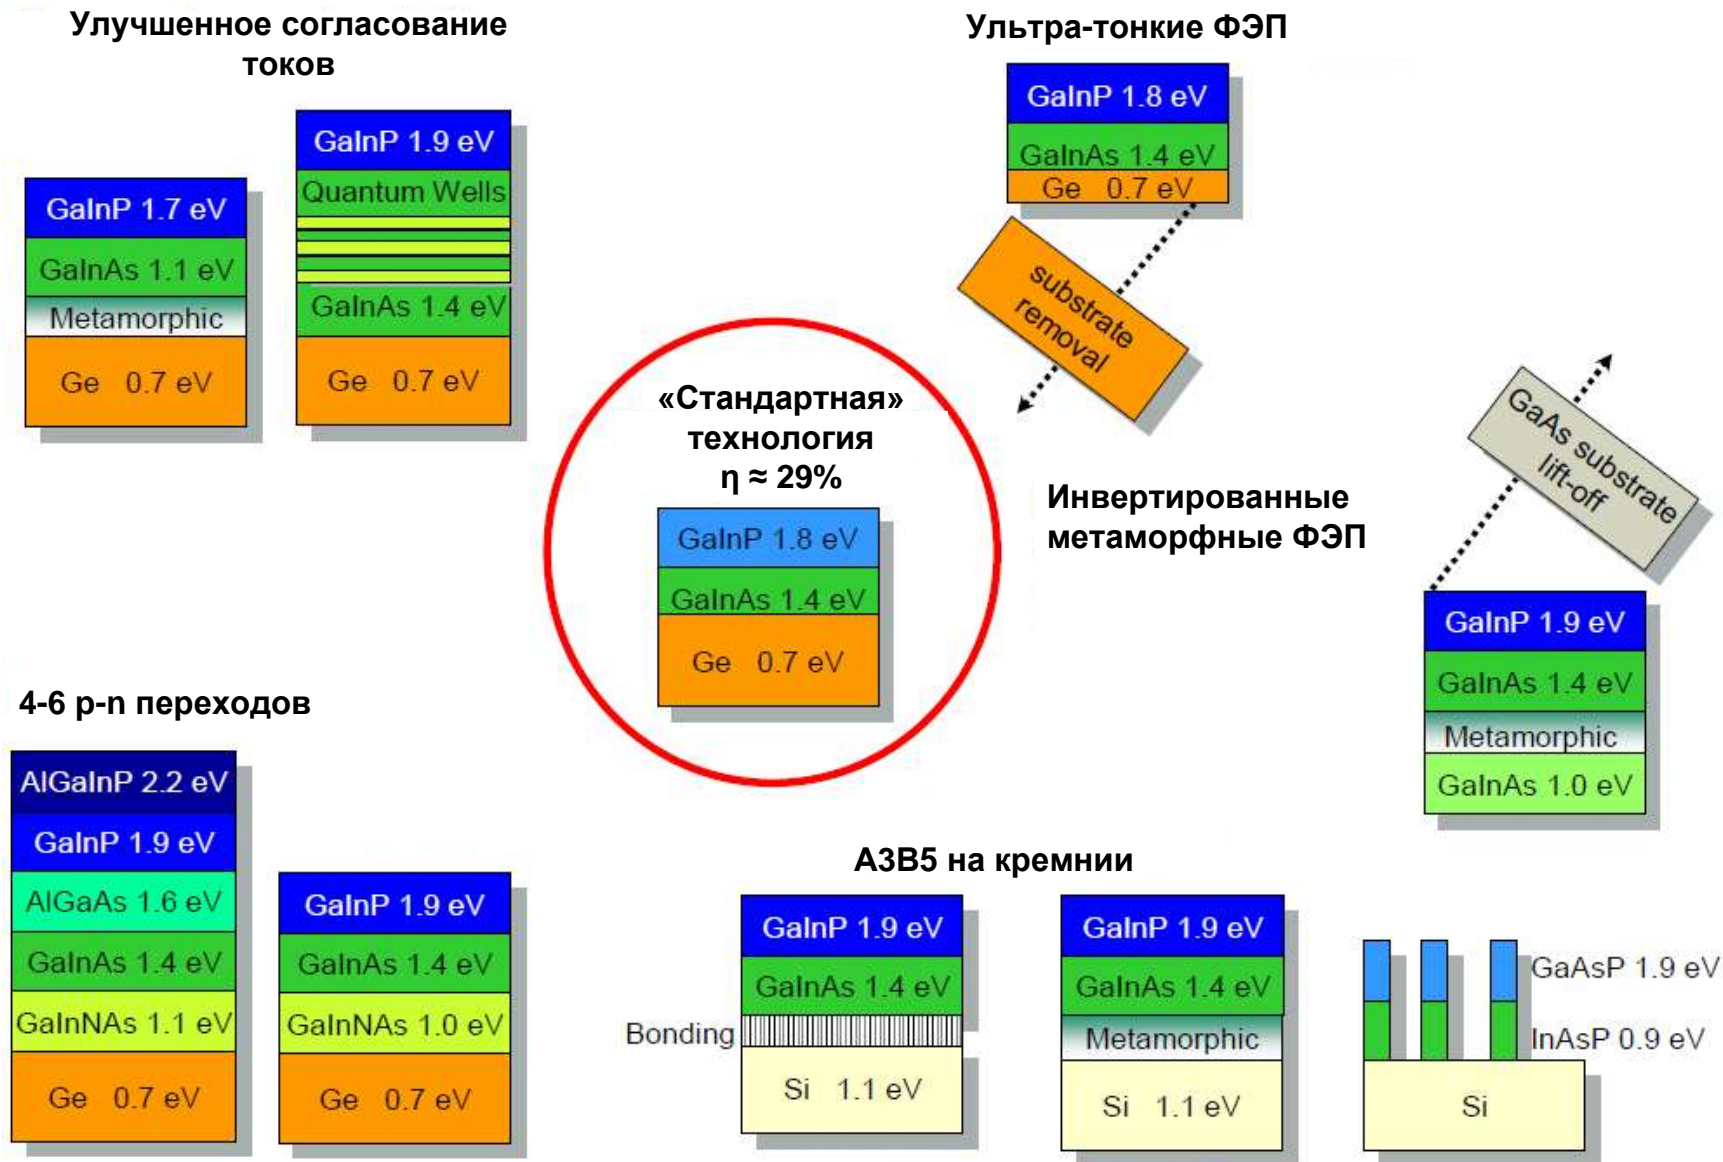 Улучшенное согласование
токов
GaInP 1.7 eV
GaInAs 1.1 eV
Metamorphic
Ge 0.7 eV
GaInP 1.9 eV
Quantum Wells
GaInAs 1.4 eV
Ge 0.7 eV
Ультра-тонкие ФЭП
GaInP 1.8 eV
GaInAs 1.4 eV
Ge 0.7 eV
substrate
removal
«Стандартная»
технология
η ≈ 29%
GaInP 1.8 eV
GaInAs 1.4 eV
Ge 0.7 eV
Инвертированные
метаморфные ФЭП
GaAs substrate
lift-off
GaInP 1.9 eV
GaInAs 1.4 eV
Metamorphic
GaInAs 1.0 eV
4-6 p-n переходов
AlGaInP 2.2 eV
GaInP 1.9 eV
AlGaAs 1.6 eV
GaInAs 1.4 eV
GaInNAs 1.1 eV
Ge 0.7 eV
GaInP 1.9 eV
GaInAs 1.4 eV
GaInNAs 1.0 eV
Ge 0.7 eV
А3В5 на кремнии
GaInP 1.9 eV
GaInAs 1.4 eV
Bonding
Si 1.1 eV
GaInP 1.9 eV
GaInAs 1.4 eV
Metamorphic
Si 1.1 eV
GaAsP 1.9 eV
InAsP 0.9 eV
Si